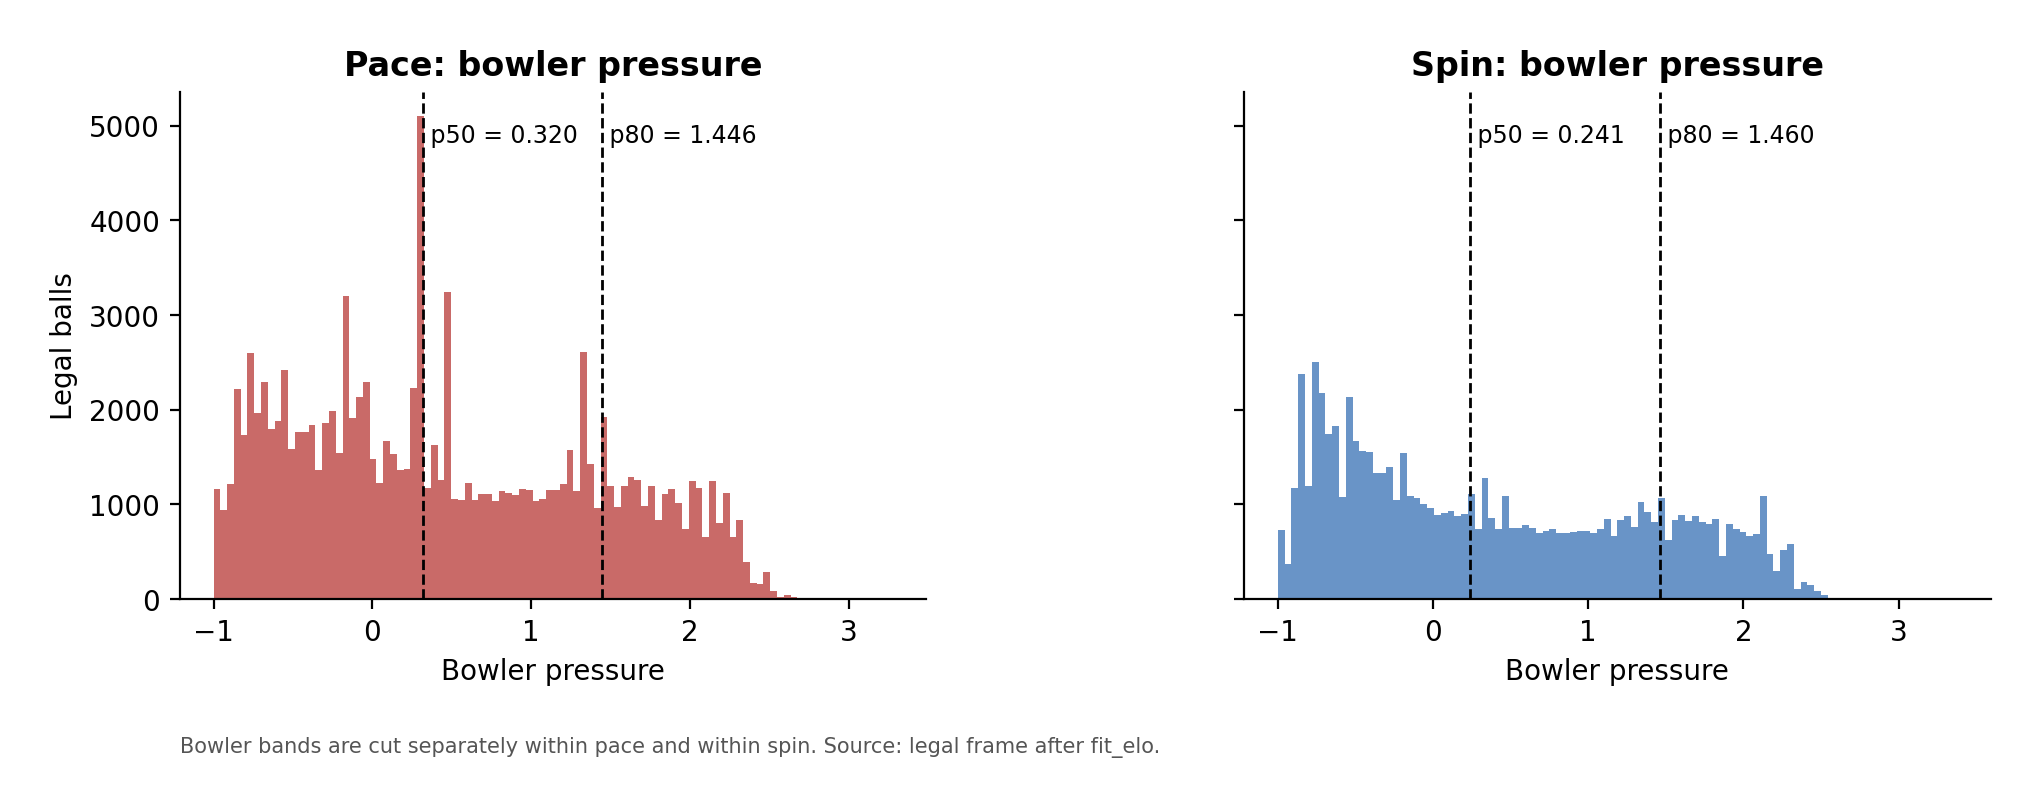 Pace: bowler pressure
p50 = 0.320
p80 = 1.446
5000
4000
3000
2000
1000
0
Legal balls
−1
0
1
2
3
Bowler pressure
Spin: bowler pressure
p50 = 0.241
p80 = 1.460
−1
0
1
2
3
Bowler pressure
Bowler bands are cut separately within pace and within spin. Source: legal frame after fit_elo.